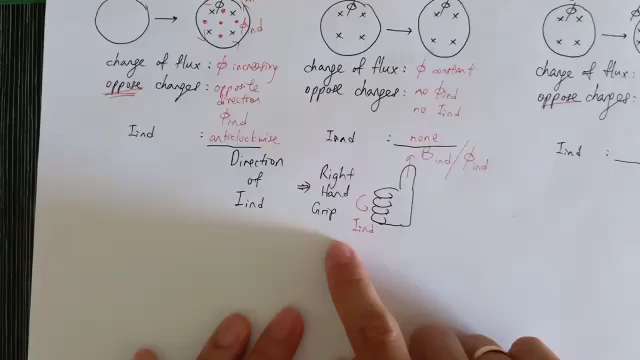 ϕ
ϕind
ϕ
ϕ
ϕ
change of flux : ϕ increasing
oppose changes : opposite
direction
ϕind
Iind : anticlockwise
change of flux : ϕ constant
oppose changes : no ϕind
no Iind
Iind : none
change of flux :
oppose changes :
Iind :
Direction
of
Iind
⇒ Right
Hand
Grip
Bind / ϕind
Iind